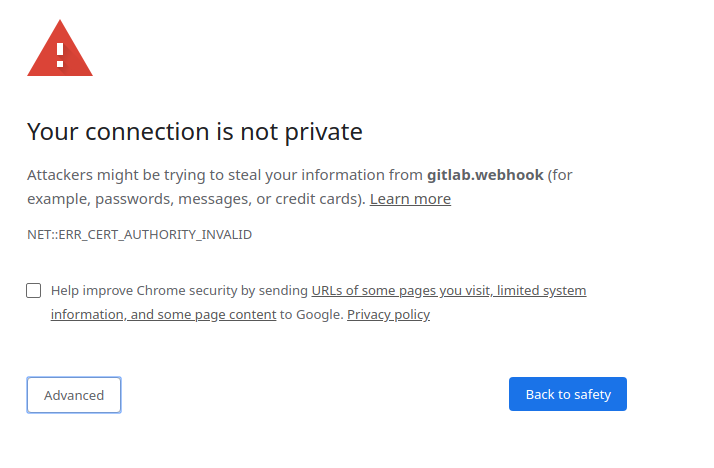 Your connection is not private
Attackers might be trying to steal your information from gitlab.webhook (for
example, passwords, messages, or credit cards). Learn more
NET::ERR_CERT_AUTHORITY_INVALID
Help improve Chrome security by sending URLs of some pages you visit, limited system
information, and some page content to Google. Privacy policy
Advanced
Back to safety